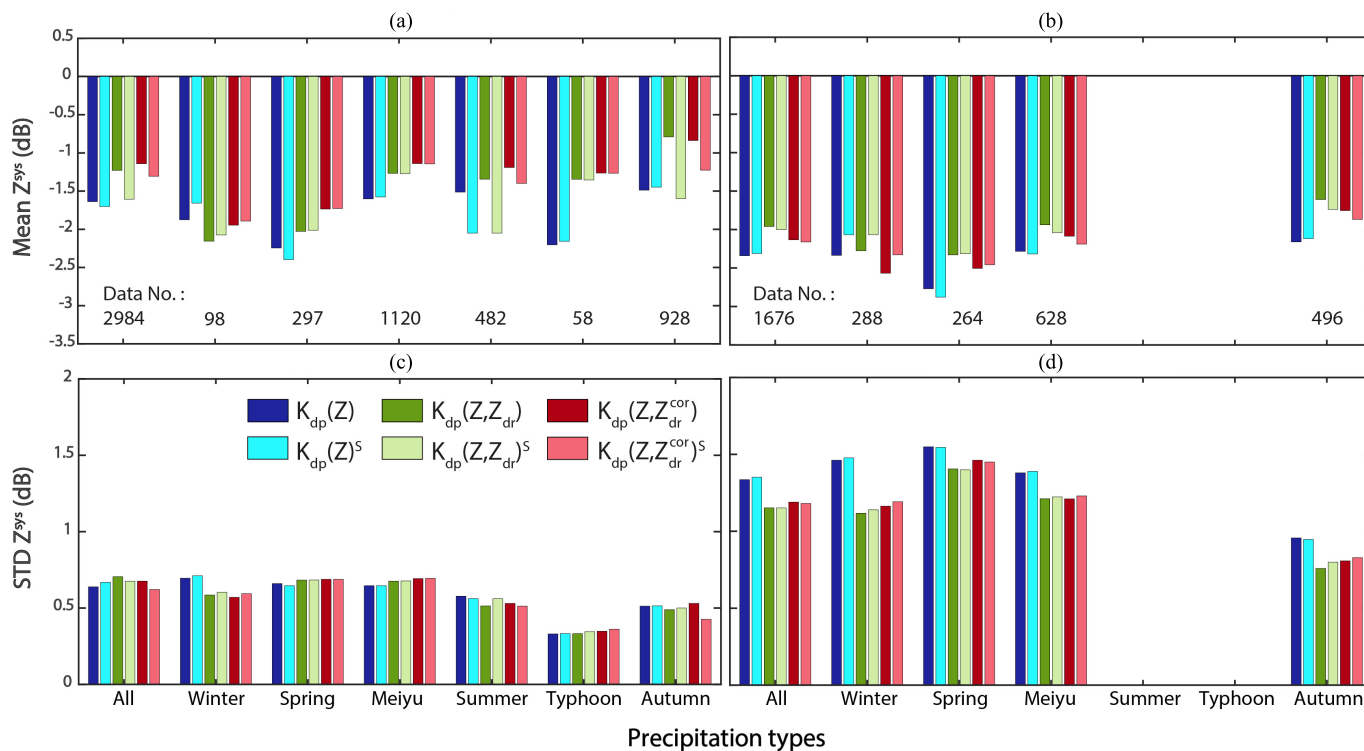 (a) (b)
0.5
0
-0.5
-1
-1.5
-2
-2.5
-3
-3.5
Mean Z^sys (dB)
Data No. :
2984 98 297 1120 482 58 928
Data No. :
1676 288 264 628 496
(c) (d)
2
1.5
1
0.5
0
STD Z^sys (dB)
K_dp(Z) K_dp(Z,Z_dr) K_dp(Z,Z_dr^cor)
K_dp(Z)^S K_dp(Z,Z_dr)^S K_dp(Z,Z_dr^cor)^S
All Winter Spring Meiyu Summer Typhoon Autumn All Winter Spring Meiyu Summer Typhoon Autumn
Precipitation types